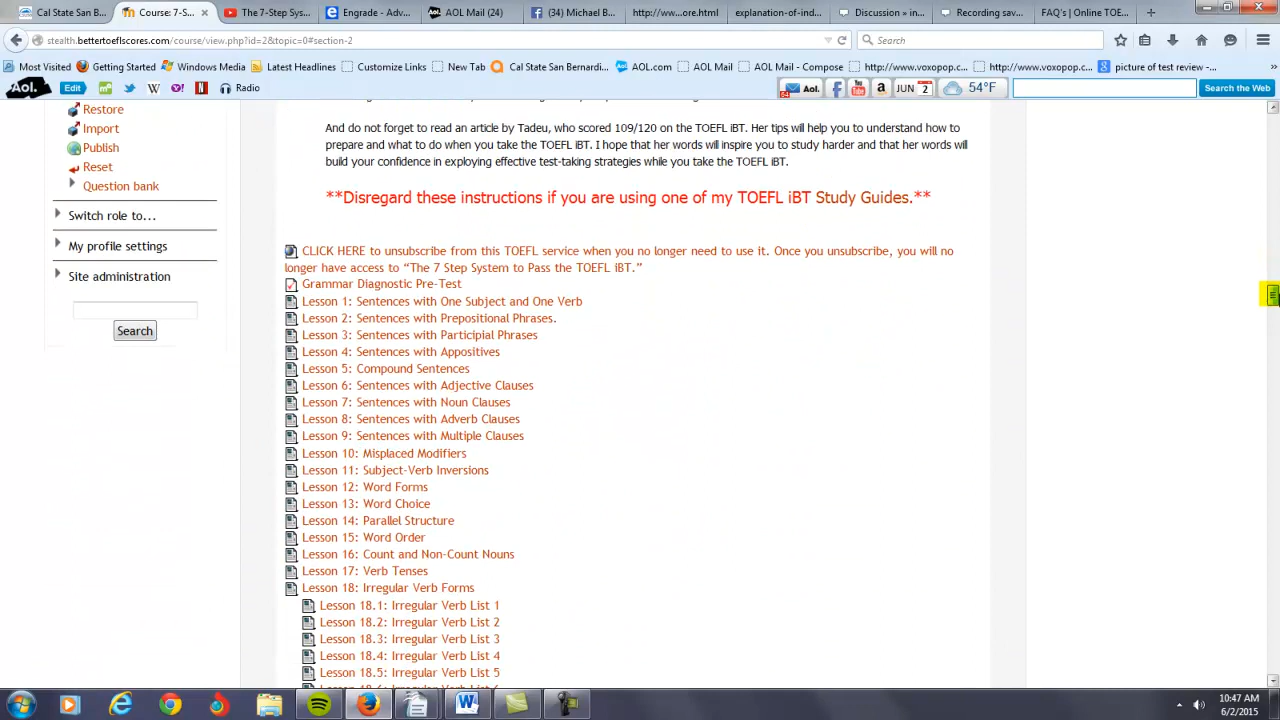 Cal State San B...
Course: 7-S...
The 7-Step Sys...
Engrade - Adv...
AOL Mail (24)
(34) Michael B...
http://ww...ore.html
explanation-of-ind...
Discussion » in...
Recording sav...
FAQ's | Online TOE...
stealth.bettertoeflscores.com/course/view.php?id=2&topic=0#section-2
Search
Most Visited
Getting Started
Windows Media
Latest Headlines
Customize Links
New Tab
Cal State San Bernardi...
AOL.com
AOL Mail
AOL Mail - Compose
http://www.voxopop.c...
http://www.voxopop.c...
picture of test review -...
Aol.
Edit
Radio
Aol.
JUN 2
54°F
Search the Web
Restore
Import
Publish
Reset
Question bank
Switch role to...
My profile settings
Site administration
Search
And do not forget to read an article by Tadeu, who scored 109/120 on the TOEFL iBT. Her tips will help you to understand how to
prepare and what to do when you take the TOEFL iBT. I hope that her words will inspire you to study harder and that her words will
build your confidence in exploying effective test-taking strategies while you take the TOEFL iBT.
**Disregard these instructions if you are using one of my TOEFL iBT Study Guides.**
CLICK HERE to unsubscribe from this TOEFL service when you no longer need to use it. Once you unsubscribe, you will no
longer have access to “The 7 Step System to Pass the TOEFL iBT.”
Grammar Diagnostic Pre-Test
Lesson 1: Sentences with One Subject and One Verb
Lesson 2: Sentences with Prepositional Phrases.
Lesson 3: Sentences with Participial Phrases
Lesson 4: Sentences with Appositives
Lesson 5: Compound Sentences
Lesson 6: Sentences with Adjective Clauses
Lesson 7: Sentences with Noun Clauses
Lesson 8: Sentences with Adverb Clauses
Lesson 9: Sentences with Multiple Clauses
Lesson 10: Misplaced Modifiers
Lesson 11: Subject-Verb Inversions
Lesson 12: Word Forms
Lesson 13: Word Choice
Lesson 14: Parallel Structure
Lesson 15: Word Order
Lesson 16: Count and Non-Count Nouns
Lesson 17: Verb Tenses
Lesson 18: Irregular Verb Forms
Lesson 18.1: Irregular Verb List 1
Lesson 18.2: Irregular Verb List 2
Lesson 18.3: Irregular Verb List 3
Lesson 18.4: Irregular Verb List 4
Lesson 18.5: Irregular Verb List 5
10:47 AM
6/2/2015